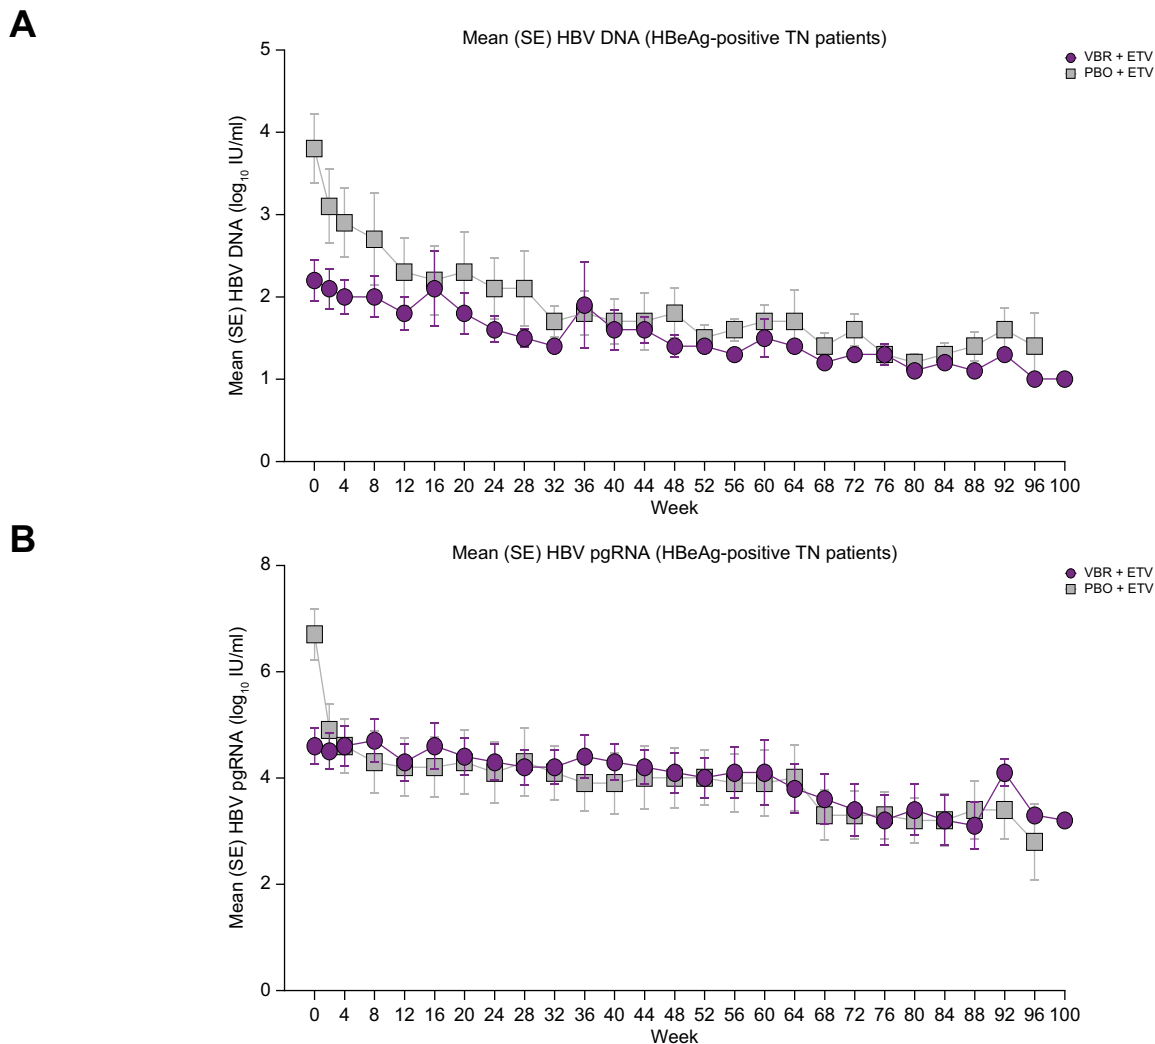 A
Mean (SE) HBV DNA (HBeAg-positive TN patients)
VBR + ETV
PBO + ETV
Mean (SE) HBV DNA (log10 IU/ml)
5
4
3
2
1
0
0 4 8 12 16 20 24 28 32 36 40 44 48 52 56 60 64 68 72 76 80 84 88 92 96 100
Week
B
Mean (SE) HBV pgRNA (HBeAg-positive TN patients)
VBR + ETV
PBO + ETV
Mean (SE) HBV pgRNA (log10 IU/ml)
8
6
4
2
0
0 4 8 12 16 20 24 28 32 36 40 44 48 52 56 60 64 68 72 76 80 84 88 92 96 100
Week